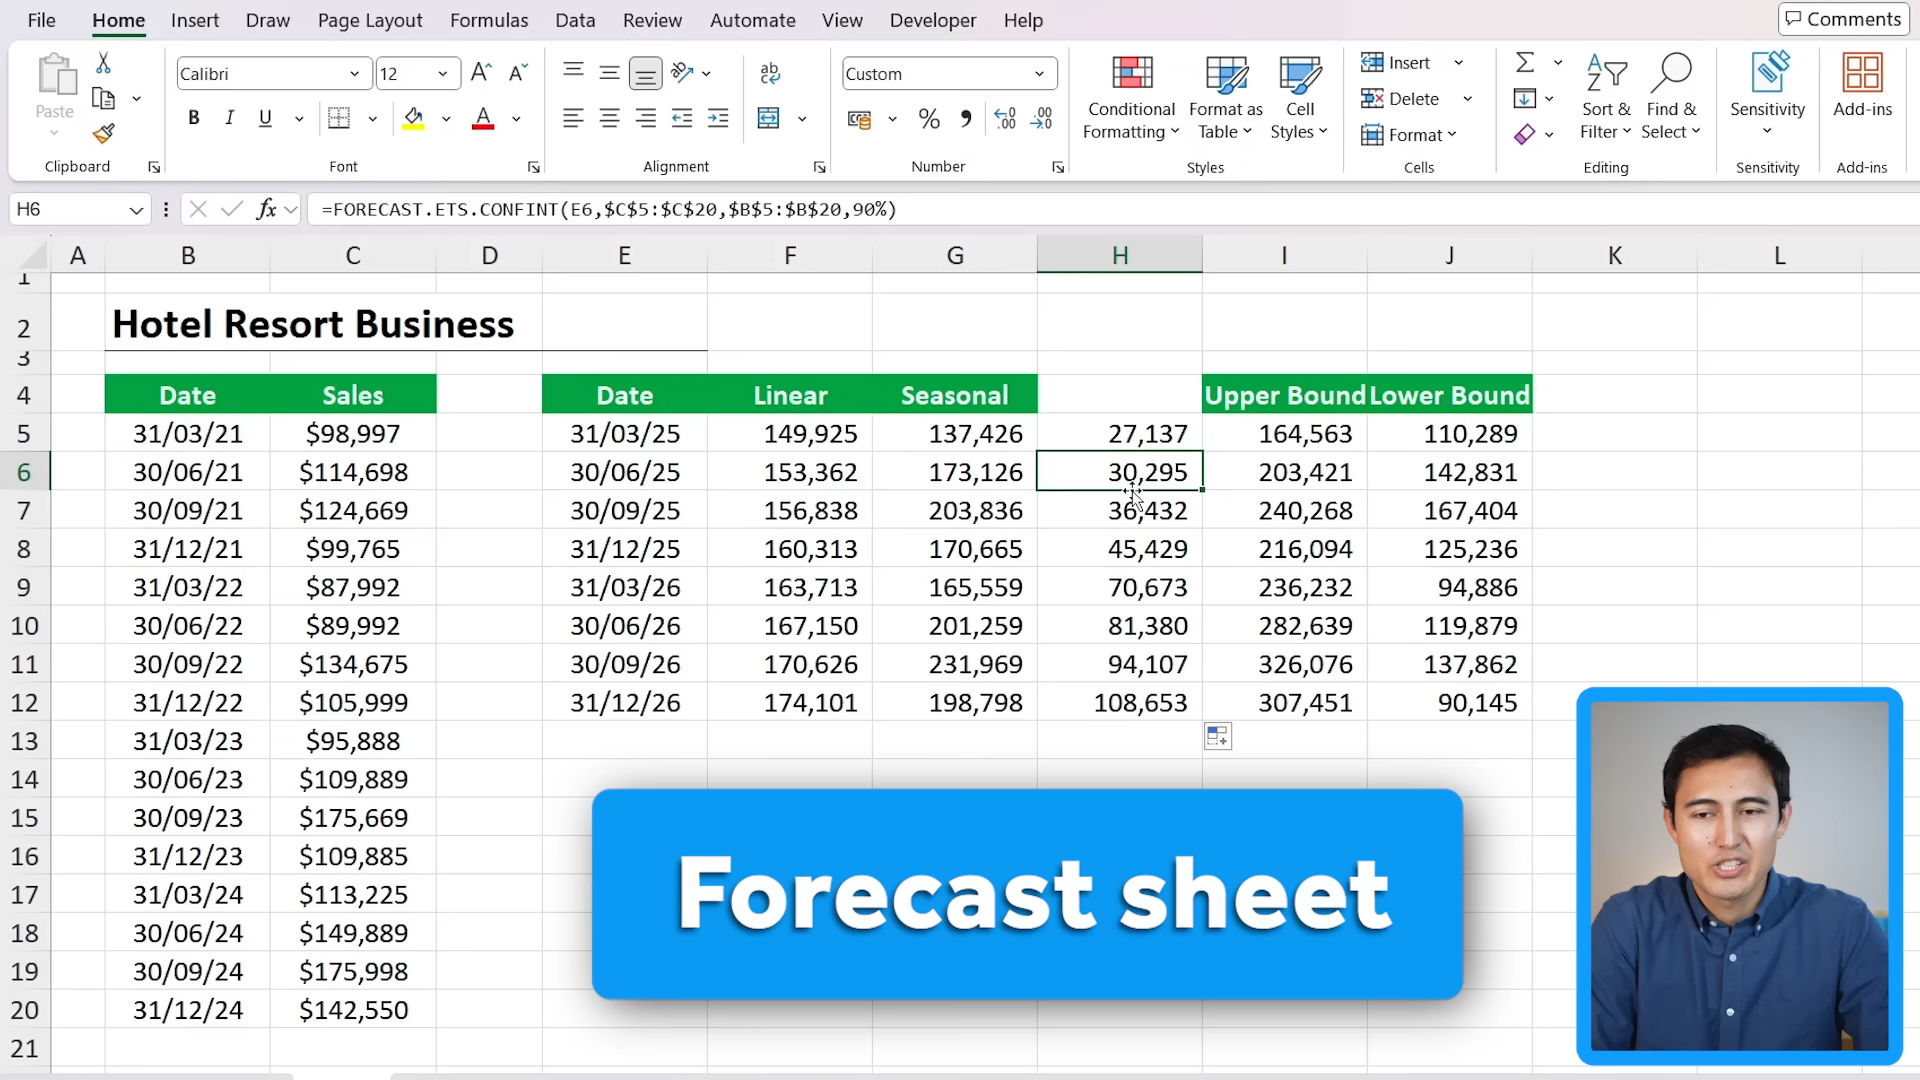 File Home Insert Draw Page Layout Formulas Data Review Automate View Developer Help Comments
Paste Calibri 12 Custom Conditional Formatting Format as Table Cell Styles Insert Delete Format Sort & Filter Find & Select Sensitivity Add-ins
Clipboard Font Alignment Number Styles Cells Editing Sensitivity Add-ins
H6 fx =FORECAST.ETS.CONFINT(E6,$C$5:$C$20,$B$5:$B$20,90%)
A B C D E F G H I J K L
1
2 Hotel Resort Business
3
4 Date Sales Date Linear Seasonal Upper Bound Lower Bound
5 31/03/21 $98,997 31/03/25 149,925 137,426 27,137 164,563 110,289
6 30/06/21 $114,698 30/06/25 153,362 173,126 30,295 203,421 142,831
7 30/09/21 $124,669 30/09/25 156,838 203,836 36,432 240,268 167,404
8 31/12/21 $99,765 31/12/25 160,313 170,665 45,429 216,094 125,236
9 31/03/22 $87,992 31/03/26 163,713 165,559 70,673 236,232 94,886
10 30/06/22 $89,992 30/06/26 167,150 201,259 81,380 282,639 119,879
11 30/09/22 $134,675 30/09/26 170,626 231,969 94,107 326,076 137,862
12 31/12/22 $105,999 31/12/26 174,101 198,798 108,653 307,451 90,145
13 31/03/23 $95,888
14 30/06/23 $109,889
15 30/09/23 $175,669
16 31/12/23 $109,885
17 31/03/24 $113,225
18 30/06/24 $149,889
19 30/09/24 $175,998
20 31/12/24 $142,550
21
Forecast sheet